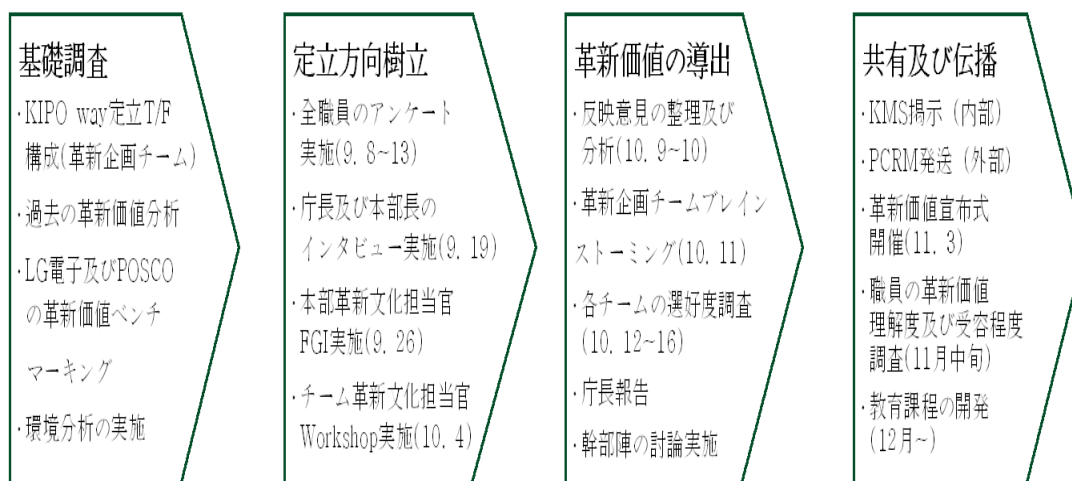 基礎調査
·KIPO way定立T/F
構成(革新企画チーム)
·過去の革新価値分析
·LG電子及びPOSCO
の革新価値ベンチ
マーキング
·環境分析の実施
定立方向樹立
·全職員のアンケート
実施(9. 8~13)
·庁長及び本部長の
インタビュー実施(9. 19)
·本部革新文化担当官
FGI実施(9. 26)
·チーム革新文化担当官
Workshop実施(10. 4)
革新価値の導出
·反映意見の整理及び
分析(10. 9~10)
·革新企画チームブレイン
ストーミング(10. 11)
·各チームの選好度調査
(10. 12~16)
·庁長報告
·幹部陣の討論実施
共有及び伝播
·KMS掲示 (内部)
·PCRM発送 (外部)
·革新価値宣布式
開催(11. 3)
·職員の革新価値
理解度及び受容程度
調査(11月中旬)
·教育課程の開発
(12月~)